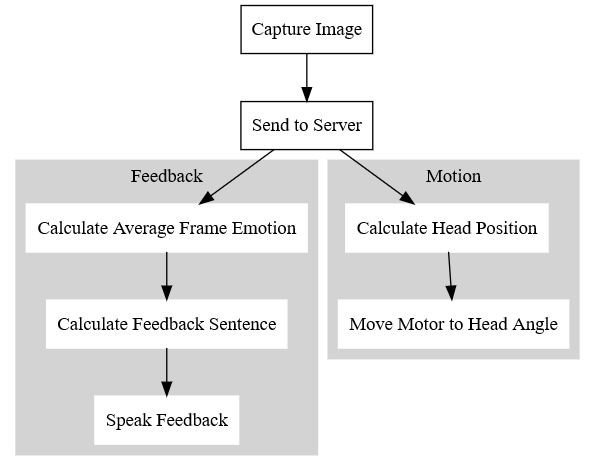 Capture Image
Send to Server
Feedback
Calculate Average Frame Emotion
Calculate Feedback Sentence
Speak Feedback
Motion
Calculate Head Position
Move Motor to Head Angle